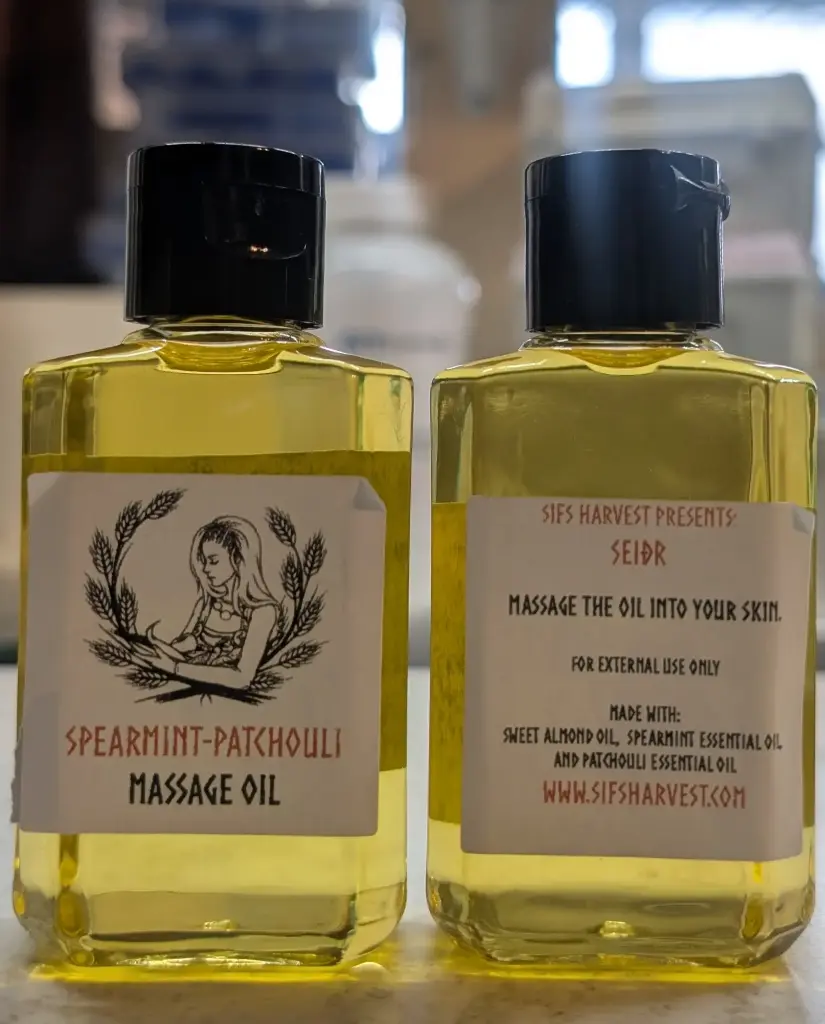 SPEARMINT-PATCHOULI
MASSAGE OIL
SIFS HARVEST PRESENTS:
SEIÐR
MASSAGE THE OIL INTO YOUR SKIN.
FOR EXTERNAL USE ONLY
MADE WITH:
SWEET ALMOND OIL, SPEARMINT ESSENTIAL OIL
AND PATCHOULI ESSENTIAL OIL
WWW.SIFSHARVEST.COM